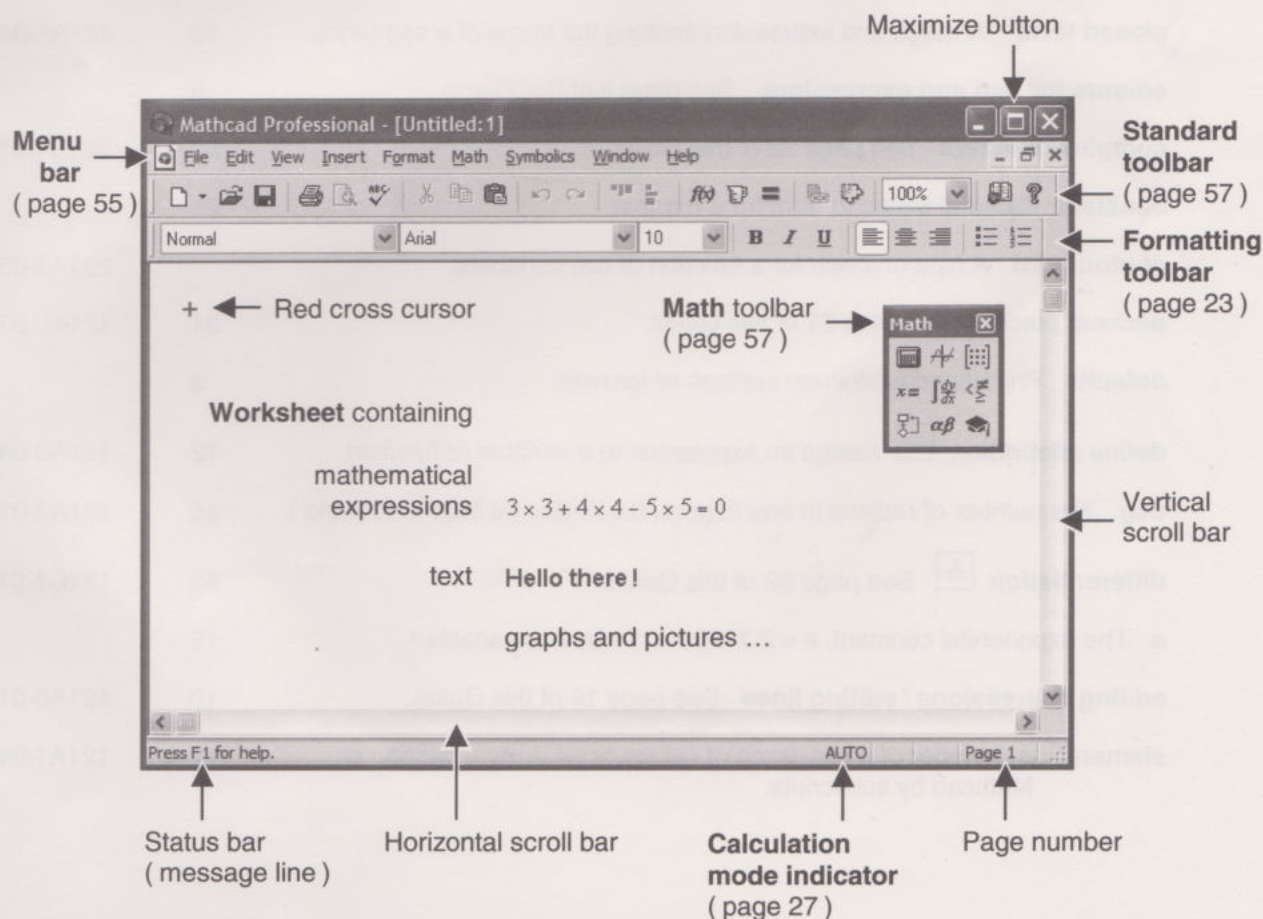 Maximize button
Mathcad Professional - [Untitled:1]
Menu
bar
( page 55 )
File Edit View Insert Format Math Symbolics Window Help
Standard
toolbar
( page 57 )
100%
Normal Arial 10 B I U
Formatting
toolbar
( page 23 )
+ Red cross cursor
Math toolbar
( page 57 )
Math
Worksheet containing
mathematical
expressions
3 × 3 + 4 × 4 − 5 × 5 = 0
text Hello there!
graphs and pictures ...
Vertical
scroll bar
Press F1 for help. AUTO Page 1
Status bar
( message line )
Horizontal scroll bar
Calculation
mode indicator
( page 27 )
Page number